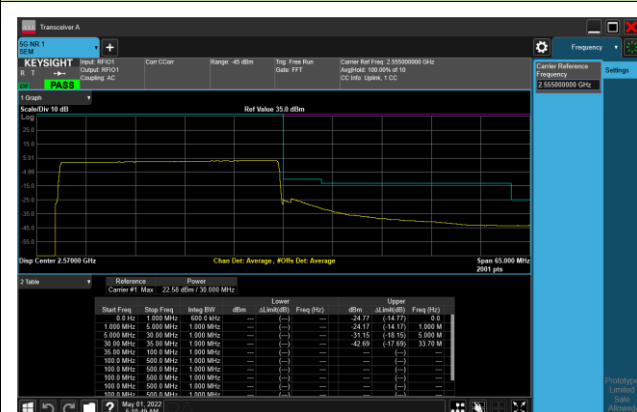 Transceiver A
5G NR 1
SEM
Frequency
KEYSIGHT
R T
PASS
Input: RFIO1
Output: RFIO1
Coupling: AC
Corr CCorr
Range: -45 dBm
Trig: Free Run
Gate: FFT
Carrier Ref Freq: 2.555000000 GHz
Avg|Hold: 100.00% of 10
CC Info: Uplink, 1 CC
Carrier Reference
Frequency
2.555000000 GHz
Settings
1 Graph
Scale/Div 10 dB
Ref Value 35.0 dBm
Log
25.0
15.0
5.01
-4.99
-15.0
-25.0
-35.0
-45.0
-55.0
Disp Center 2.57000 GHz
Chan Det: Average , #Offs Det: Average
Span 65.000 MHz
2001 pts
2 Table
Reference Power
Carrier #1 Max 22.58 dBm / 30.000 MHz
Lower Upper
Start Freq Stop Freq Integ BW dBm ΔLimit(dB) Freq (Hz) dBm ΔLimit(dB) Freq (Hz)
0.0 Hz 1.000 MHz 600.0 kHz --- (---) --- -24.77 (-14.77) 0.0
1.000 MHz 5.000 MHz 1.000 MHz --- (---) --- -24.17 (-14.17) 1.000 M
5.000 MHz 30.00 MHz 1.000 MHz --- (---) --- -31.15 (-18.15) 5.000 M
30.00 MHz 35.00 MHz 1.000 MHz --- (---) --- -42.69 (-17.69) 33.70 M
35.00 MHz 100.0 MHz 1.000 MHz --- (---) --- --- (---) ---
100.0 MHz 500.0 MHz 1.000 MHz --- (---) --- --- (---) ---
100.0 MHz 500.0 MHz 1.000 MHz --- (---) --- --- (---) ---
100.0 MHz 500.0 MHz 1.000 MHz --- (---) --- --- (---) ---
100.0 MHz 500.0 MHz 1.000 MHz --- (---) --- --- (---) ---
May 01, 2022
Prototype
Limited
Sale
Allowed